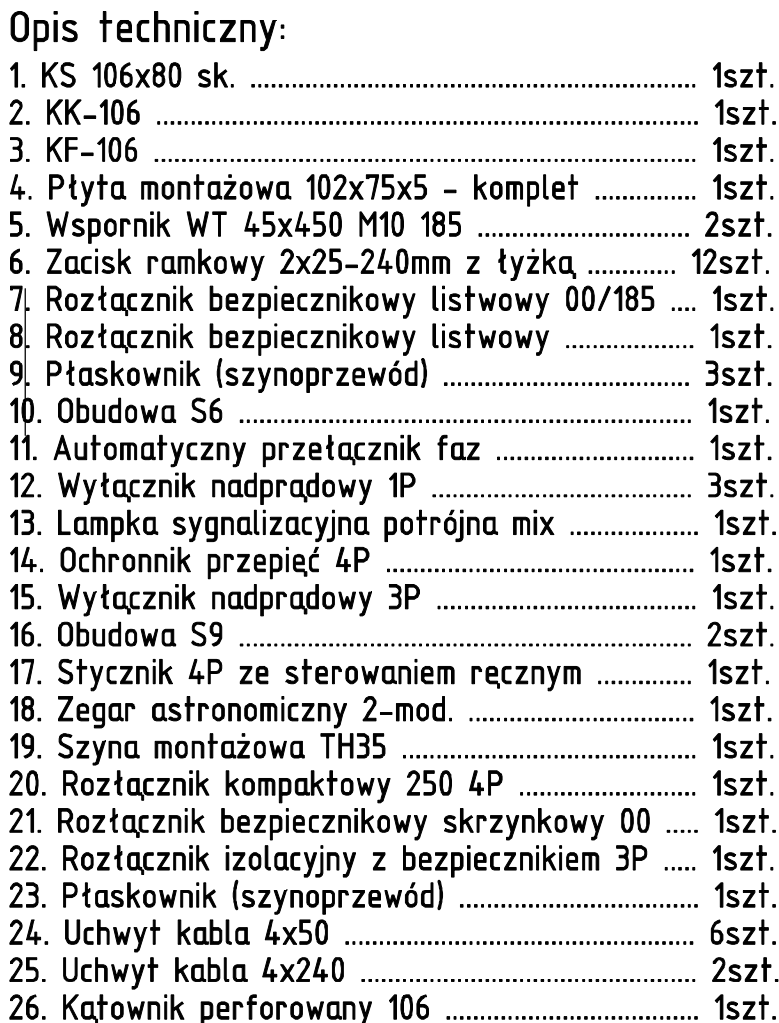 Opis techniczny:
1. KS 106x80 sk. ........................................................................ 1szt.
2. KK-106 ........................................................................................ 1szt.
3. KF-106 ........................................................................................ 1szt.
4. Płyta montażowa 102x75x5 - komplet ................ 1szt.
5. Wspornik WT 45x450 M10 185 .................................. 2szt.
6. Zacisk ramkowy 2x25-240mm z łyżką ............. 12szt.
7. Rozłącznik bezpiecznikowy listwowy 00/185 .... 1szt.
8. Rozłącznik bezpiecznikowy listwowy .................... 1szt.
9. Płaskownik (szynoprzewód) ........................................ 3szt.
10. Obudowa S6 ......................................................................... 1szt.
11. Automatyczny przełącznik faz ................................ 1szt.
12. Wyłącznik nadprądowy 1P .......................................... 3szt.
13. Lampka sygnalizacyjna potrójna mix .................... 1szt.
14. Ochronnik przepięć 4P .................................................. 1szt.
15. Wyłącznik nadprądowy 3P .......................................... 1szt.
16. Obudowa S9 ......................................................................... 2szt.
17. Stycznik 4P ze sterowaniem ręcznym ............... 1szt.
18. Zegar astronomiczny 2-mod. .................................... 1szt.
19. Szyna montażowa TH35 ............................................... 1szt.
20. Rozłącznik kompaktowy 250 4P ............................. 1szt.
21. Rozłącznik bezpiecznikowy skrzynkowy 00 ..... 1szt.
22. Rozłącznik izolacyjny z bezpiecznikiem 3P ..... 1szt.
23. Płaskownik (szynoprzewód) ...................................... 1szt.
24. Uchwyt kabla 4x50 ........................................................ 6szt.
25. Uchwyt kabla 4x240 ...................................................... 2szt.
26. Kątownik perforowany 106 ........................................ 1szt.